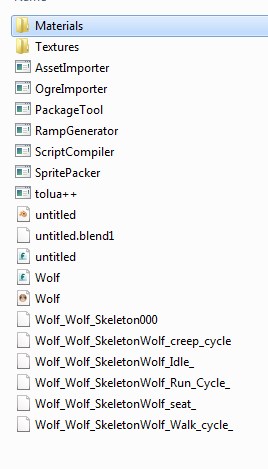 Materials
Textures
AssetImporter
OgreImporter
PackageTool
RampGenerator
ScriptCompiler
SpritePacker
tolua++
untitled
untitled.blend1
untitled
Wolf
Wolf
Wolf_Wolf_Skeleton000
Wolf_Wolf_SkeletonWolf_creep_cycle
Wolf_Wolf_SkeletonWolf_Idle_
Wolf_Wolf_SkeletonWolf_Run_Cycle_
Wolf_Wolf_SkeletonWolf_seat_
Wolf_Wolf_SkeletonWolf_Walk_cycle_